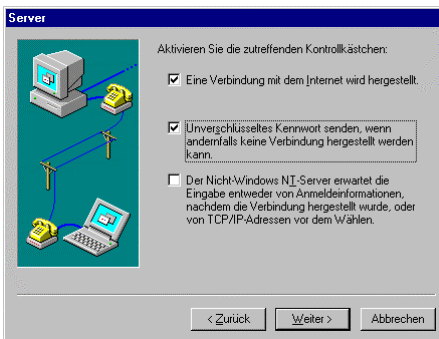 Server
Aktivieren Sie die zutreffenden Kontrollkästchen:
Eine Verbindung mit dem Internet wird hergestellt.
Unverschlüsseltes Kennwort senden, wenn
andernfalls keine Verbindung hergestellt werden
kann.
Der Nicht-Windows NT-Server erwartet die
Eingabe entweder von Anmeldeinformationen,
nachdem die Verbindung hergestellt wurde, oder
von TCP/IP-Adressen vor dem Wählen.
< Zurück
Weiter >
Abbrechen